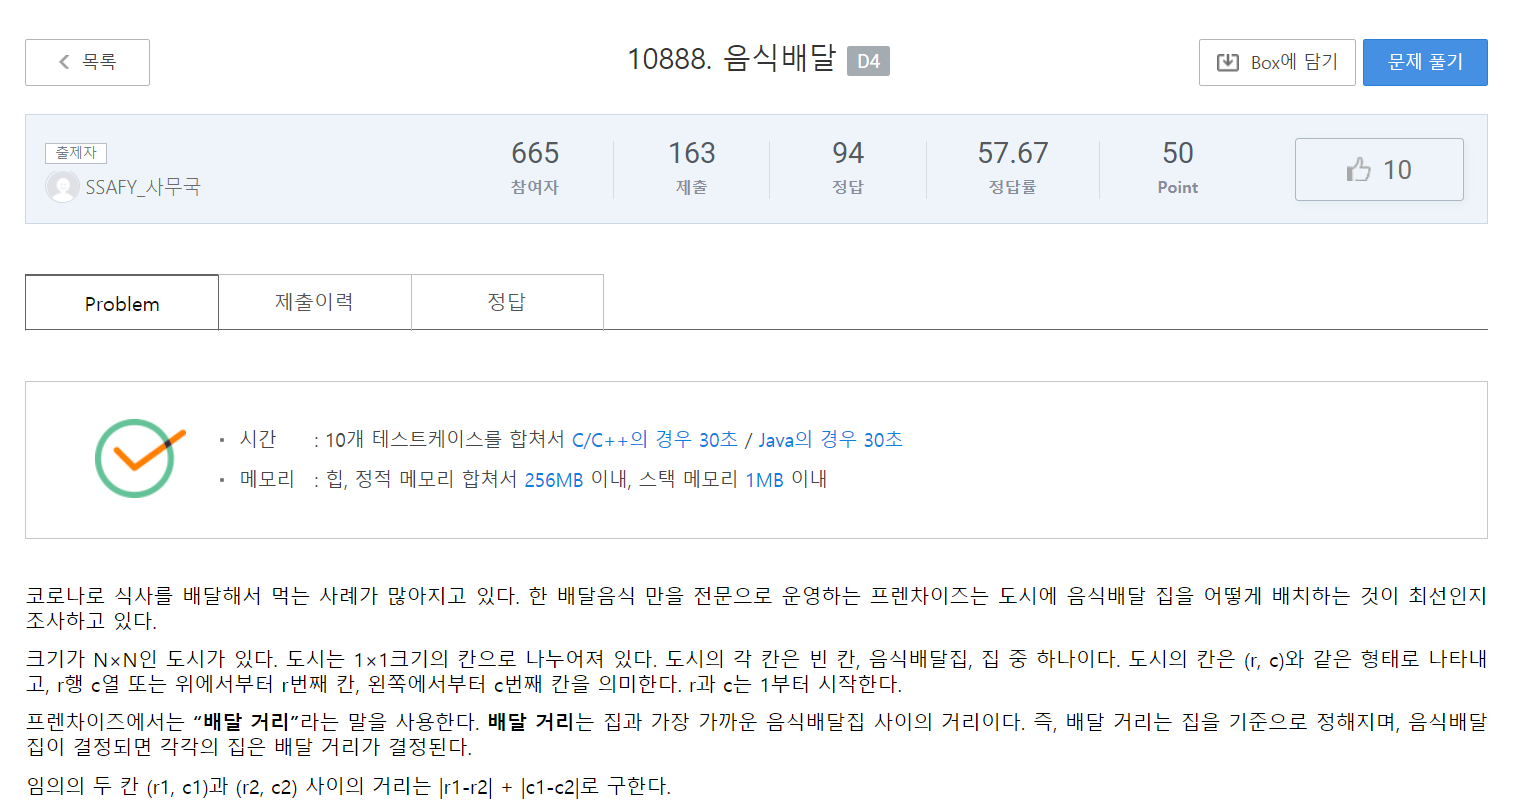 목록
10888. 음식배달 D4
Box에 담기
문제 풀기
출제자
SSAFY_사무국
665
참여자
163
제출
94
정답
57.67
정답률
50
Point
10
Problem
제출이력
정답
· 시간 : 10개 테스트케이스를 합쳐서 C/C++의 경우 30초 / Java의 경우 30초
· 메모리 : 힙, 정적 메모리 합쳐서 256MB 이내, 스택 메모리 1MB 이내
코로나로 식사를 배달해서 먹는 사례가 많아지고 있다. 한 배달음식 만을 전문으로 운영하는 프렌차이즈는 도시에 음식배달 집을 어떻게 배치하는 것이 최선인지
조사하고 있다.
크기가 N×N인 도시가 있다. 도시는 1×1크기의 칸으로 나누어져 있다. 도시의 각 칸은 빈 칸, 음식배달집, 집 중 하나이다. 도시의 칸은 (r, c)와 같은 형태로 나타내
고, r행 c열 또는 위에서부터 r번째 칸, 왼쪽에서부터 c번째 칸을 의미한다. r과 c는 1부터 시작한다.
프렌차이즈에서는 “배달 거리”라는 말을 사용한다. 배달 거리는 집과 가장 가까운 음식배달집 사이의 거리이다. 즉, 배달 거리는 집을 기준으로 정해지며, 음식배달
집이 결정되면 각각의 집은 배달 거리가 결정된다.
임의의 두 칸 (r1, c1)과 (r2, c2) 사이의 거리는 |r1-r2| + |c1-c2|로 구한다.